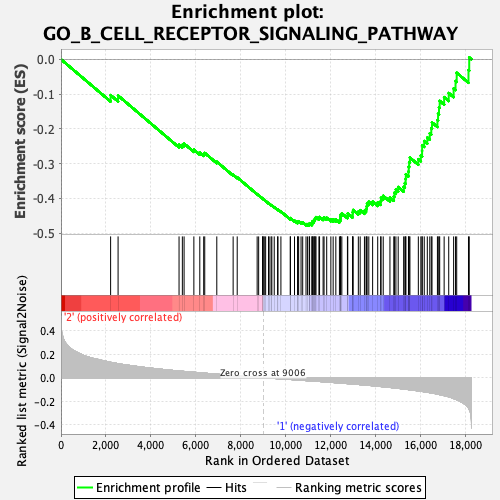 Enrichment plot:
GO_B_CELL_RECEPTOR_SIGNALING_PATHWAY
Enrichment score (ES)
0.0
-0.1
-0.2
-0.3
-0.4
-0.5
Ranked list metric (Signal2Noise)
'2' (positively correlated)
0.4
0.2
0.0
-0.2
-0.4
Zero cross at 9006
'1' (negatively correlated)
0
2,000
4,000
6,000
8,000
10,000
12,000
14,000
16,000
18,000
Rank in Ordered Dataset
Enrichment profile
Hits
Ranking metric scores